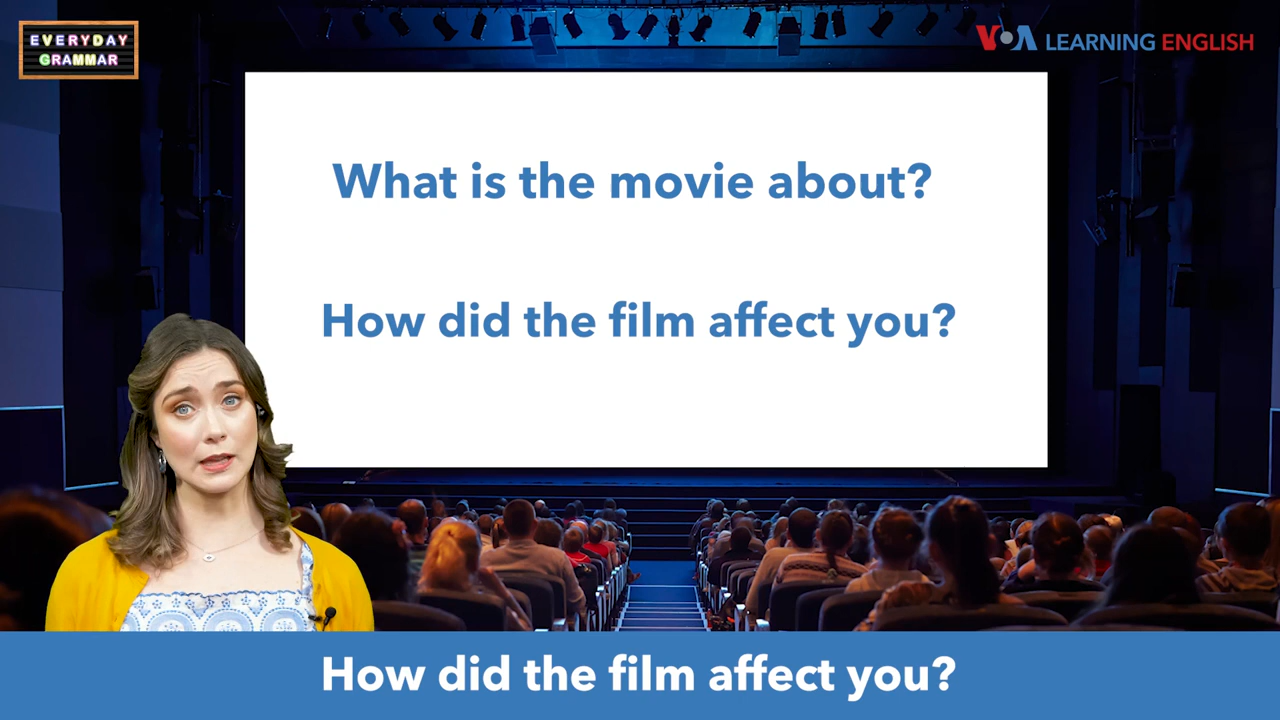 EVERYDAY
GRAMMAR
VOA LEARNING ENGLISH
What is the movie about?
How did the film affect you?
How did the film affect you?